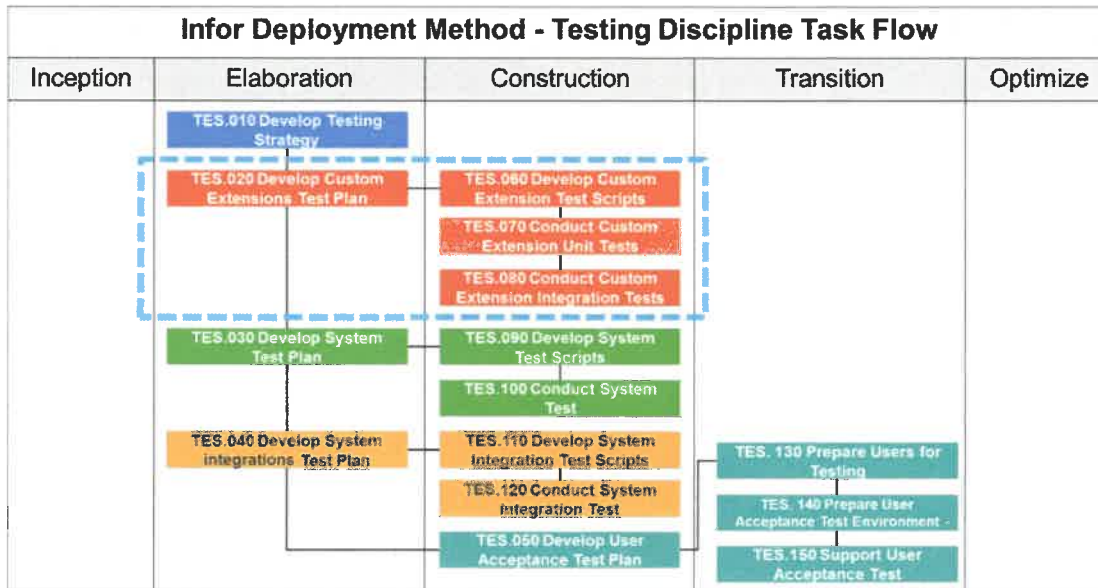 Infor Deployment Method - Testing Discipline Task Flow
Inception
Elaboration
Construction
Transition
Optimize
TES.010 Develop Testing
Strategy
TES.020 Develop Custom
Extensions Test Plan
TES.060 Develop Custom
Extension Test Scripts
TES.070 Conduct Custom
Extension Unit Tests
TES.080 Conduct Custom
Extension Integration Tests
TES.030 Develop System
Test Plan
TES.090 Develop System
Test Scripts
TES.100 Conduct System
Test
TES.040 Develop System
integrations Test Plan
TES.110 Develop System
Integration Test Scripts
TES.120 Conduct System
Integration Test
TES.050 Develop User
Acceptance Test Plan
TES. 130 Prepare Users for
Testing
TES. 140 Prepare User
Acceptance Test Environment -
TES.150 Support User
Acceptance Test